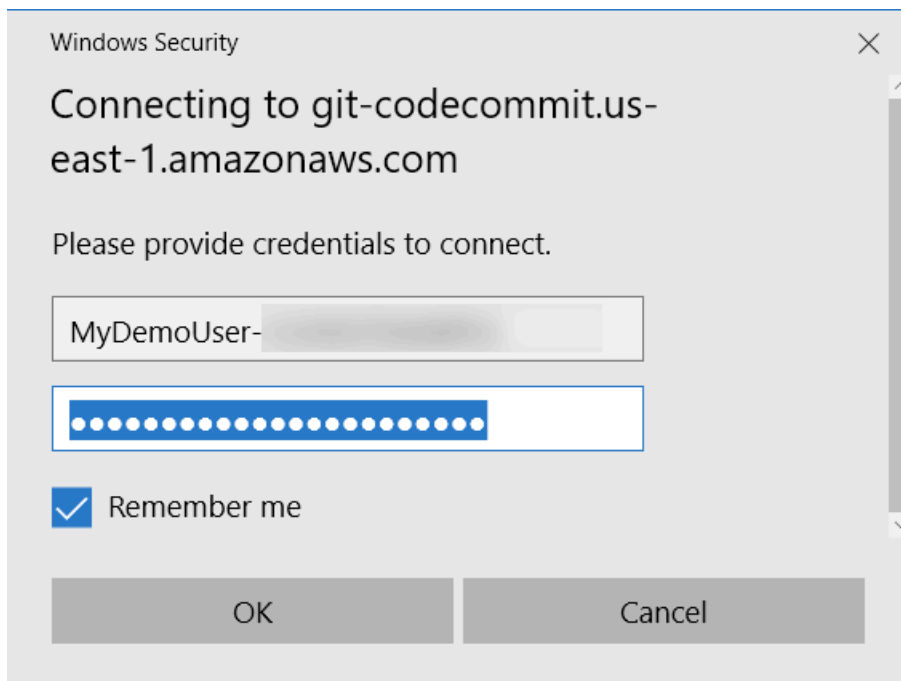 Windows Security
Connecting to git-codecommit.us-
east-1.amazonaws.com
Please provide credentials to connect.
MyDemoUser-
Remember me
OK
Cancel